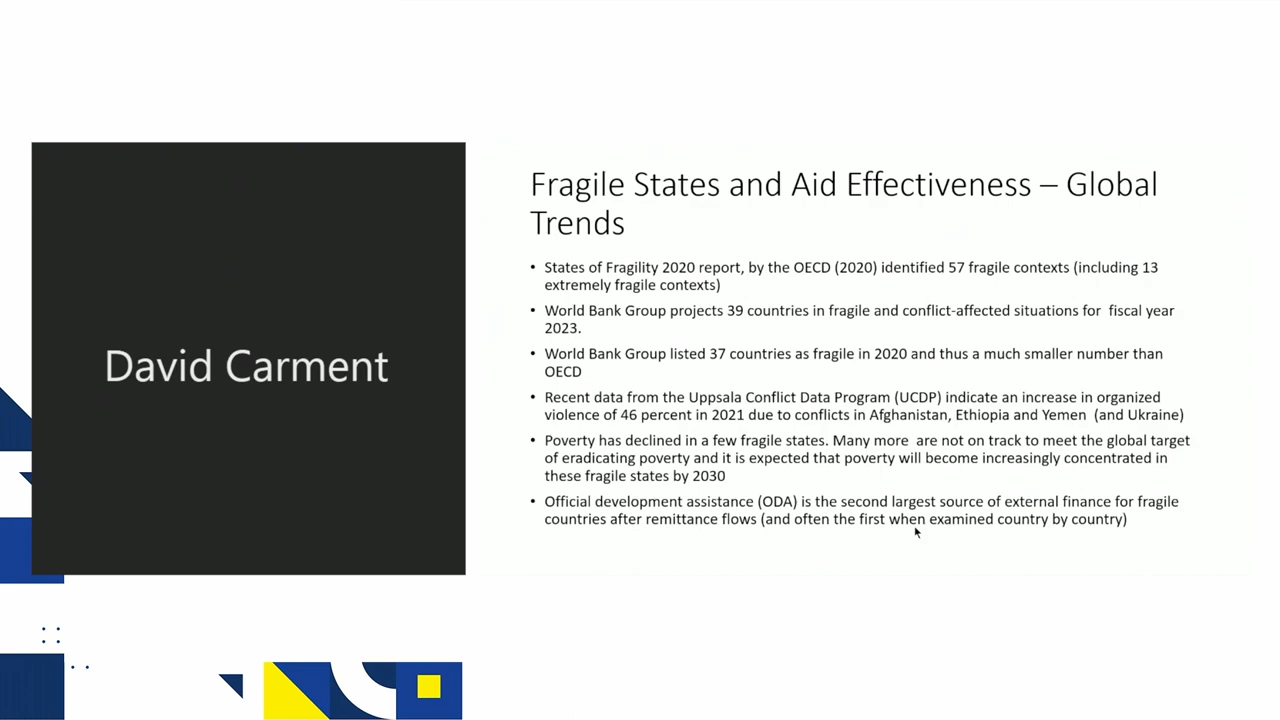 David Carment
Fragile States and Aid Effectiveness – Global
Trends
• States of Fragility 2020 report, by the OECD (2020) identified 57 fragile contexts (including 13
extremely fragile contexts)
• World Bank Group projects 39 countries in fragile and conflict-affected situations for  fiscal year
2023.
• World Bank Group listed 37 countries as fragile in 2020 and thus a much smaller number than
OECD
• Recent data from the Uppsala Conflict Data Program (UCDP) indicate an increase in organized
violence of 46 percent in 2021 due to conflicts in Afghanistan, Ethiopia and Yemen  (and Ukraine)
• Poverty has declined in a few fragile states. Many more  are not on track to meet the global target
of eradicating poverty and it is expected that poverty will become increasingly concentrated in
these fragile states by 2030
• Official development assistance (ODA) is the second largest source of external finance for fragile
countries after remittance flows (and often the first when examined country by country)